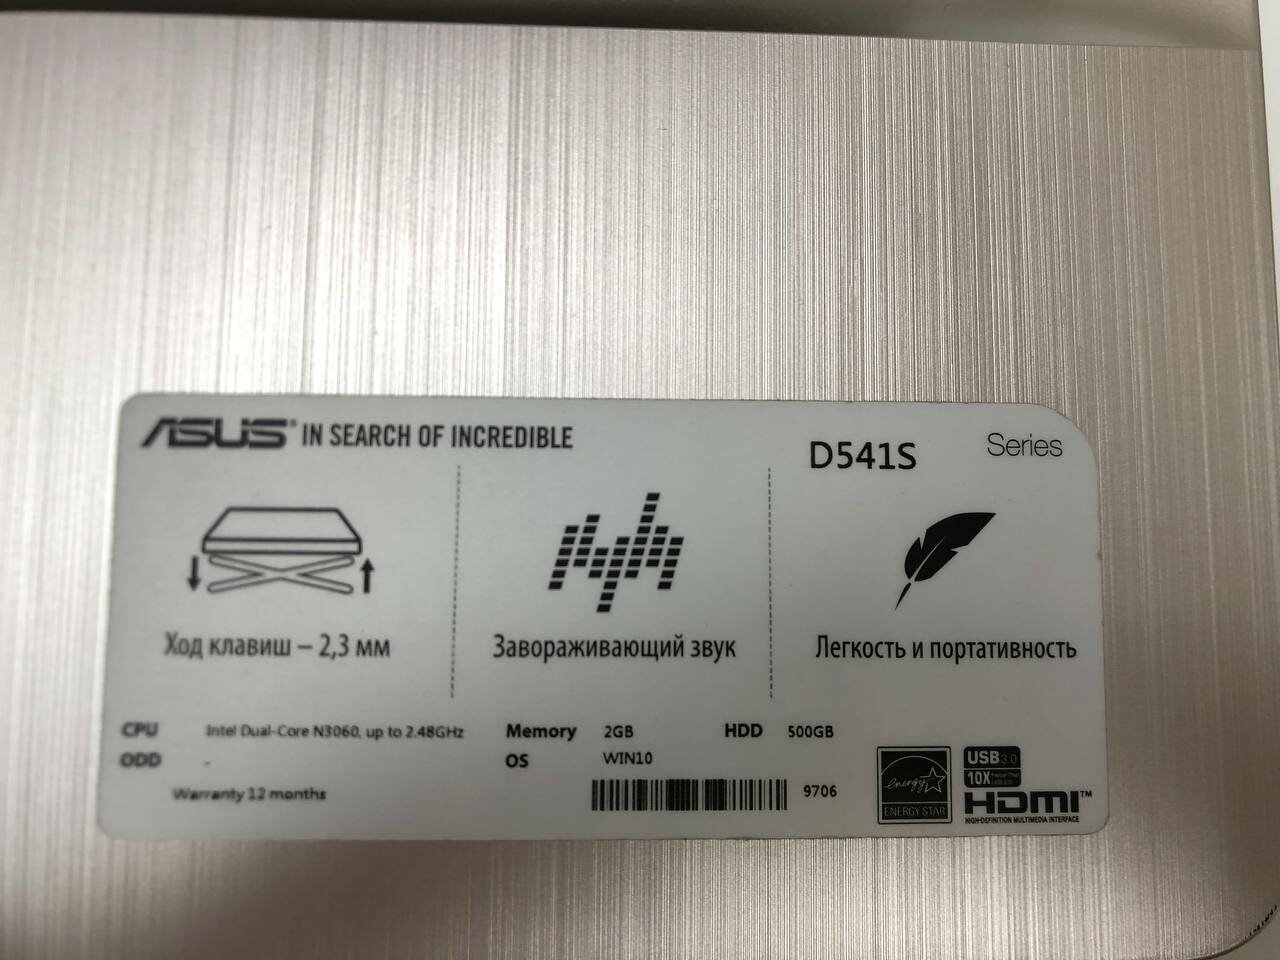 ASUS® IN SEARCH OF INCREDIBLE
D541S Series
Ход клавиш – 2,3 мм
Завораживающий звук
Легкость и портативность
CPU Intel Dual-Core N3060, up to 2.48GHz Memory 2GB HDD 500GB
ODD - OS WIN10
Warranty 12 months
9706
energy
ENERGY STAR
USB 3.0
10X
HDMI™
HIGH-DEFINITION MULTIMEDIA INTERFACE